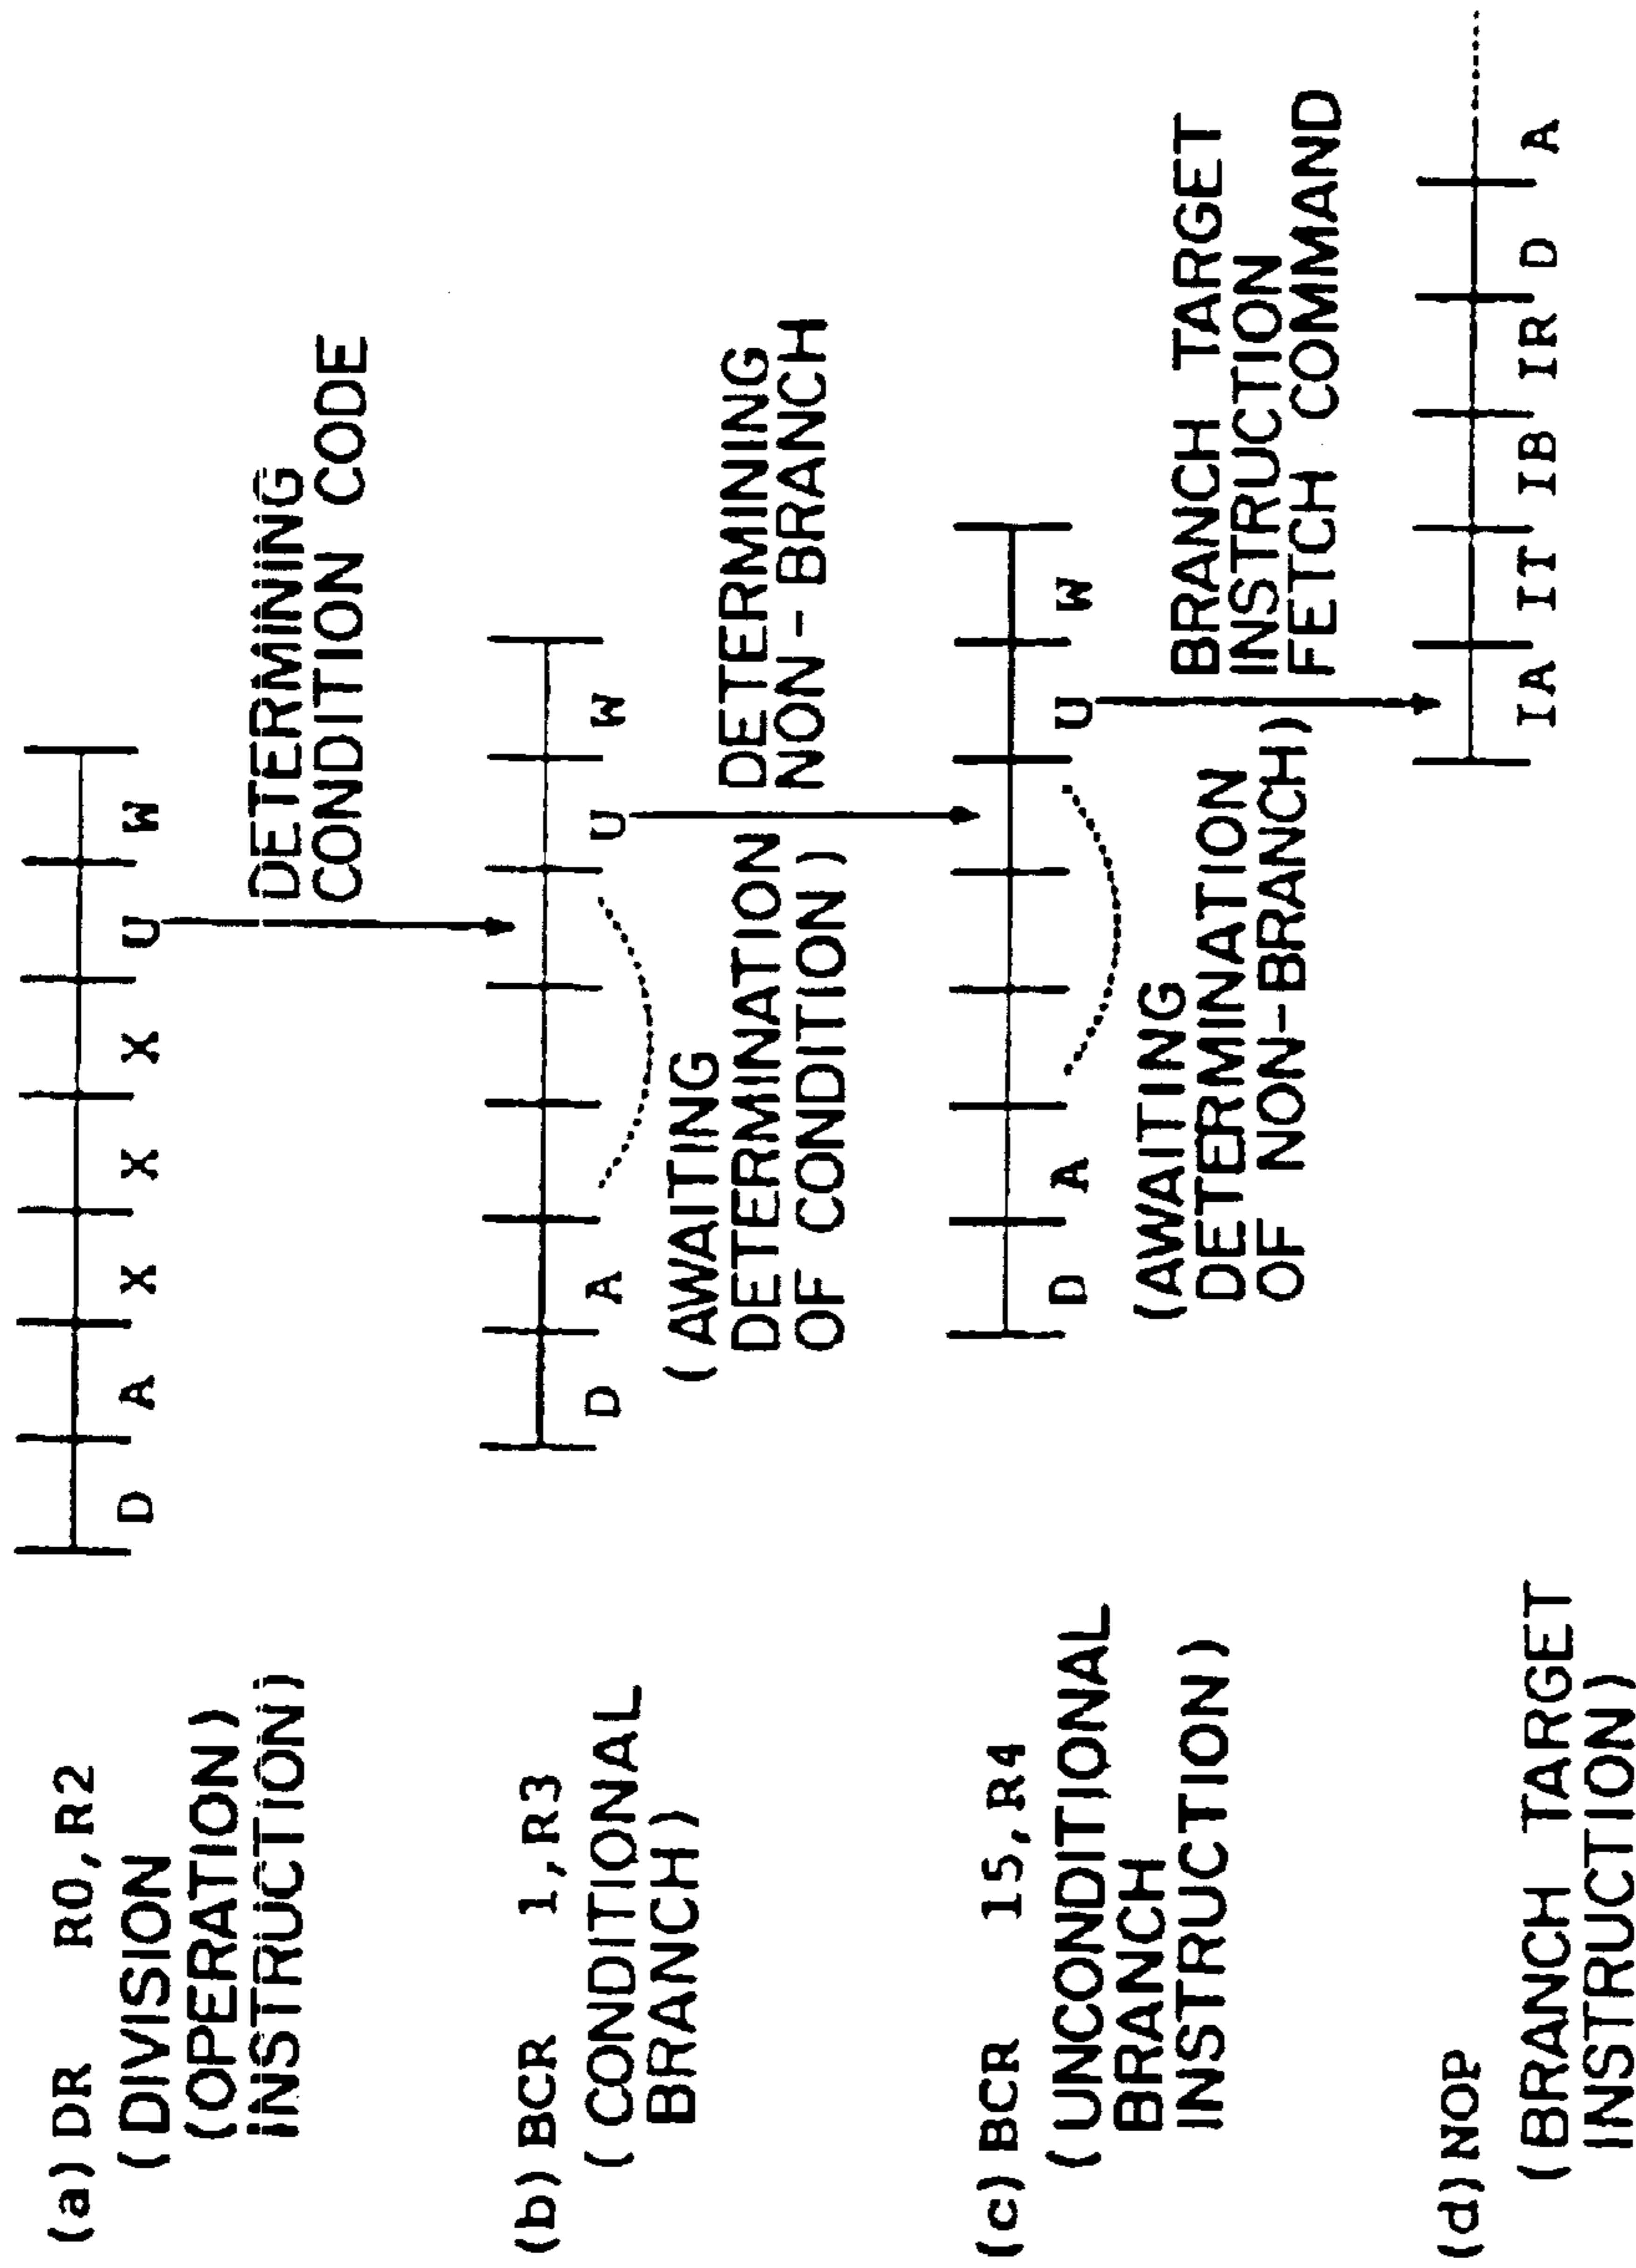 (a) DR R0,R2
(DIVISION
(OPERATION)
INSTRUCTION)
D A X X X U W
DETERMINING
CONDITION CODE
(b) BCR 1,R3
(CONDITIONAL
BRANCH)
D A U W
(AWAITING
DETERMINATION
OF CONDITION)
DETERMINING
NON-BRANCH
(c) BCR 15,R4
(UNCONDITIONAL
BRANCH
INSTRUCTION)
D A U W
(AWAITING
DETERMINATION
OF NON-BRANCH)
BRANCH TARGET
INSTRUCTION
FETCH COMMAND
(d) NOP
(BRANCH TARGET
INSTRUCTION)
IA IT IB IR D A